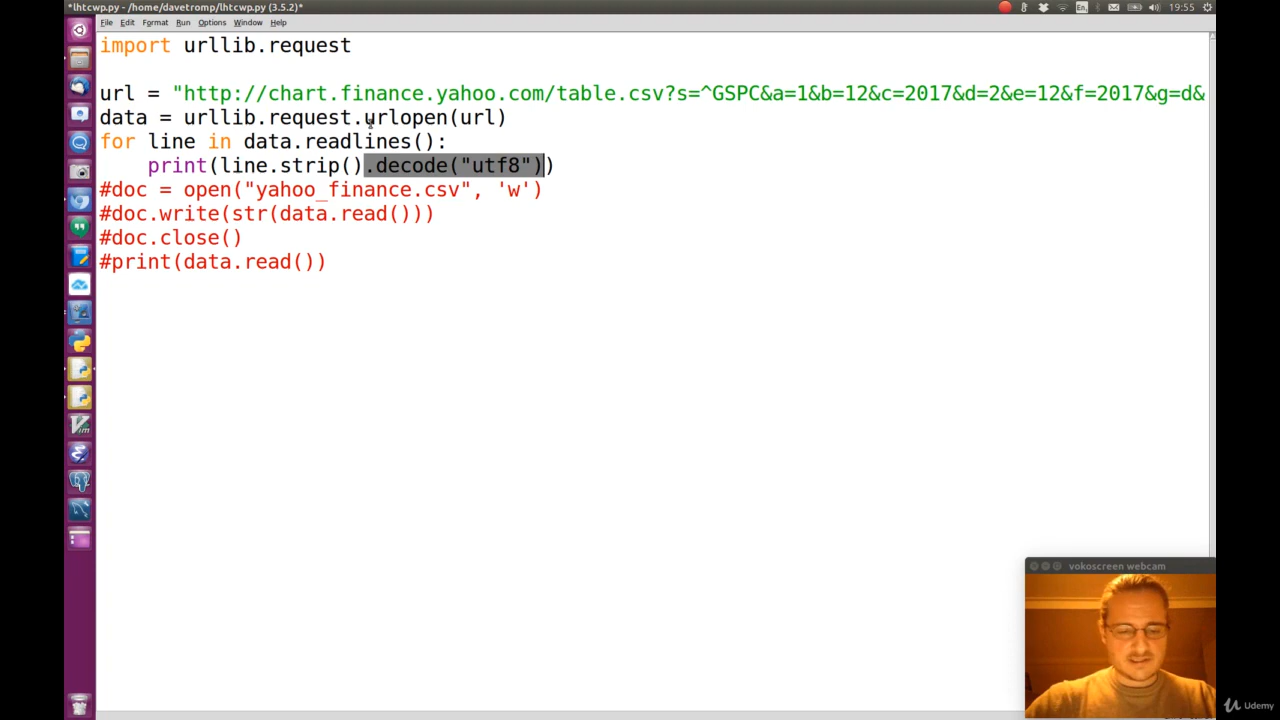 *lhtcwp.py - /home/davetromp/lhtcwp.py (3.5.2)
En
19:55
File Edit Format Run Options Window Help
import urllib.request
url = "http://chart.finance.yahoo.com/table.csv?s=^GSPC&a=1&b=12&c=2017&d=2&e=12&f=2017&g=d&
data = urllib.request.urlopen(url)
for line in data.readlines():
print(line.strip().decode("utf8"))
#doc = open("yahoo_finance.csv", 'w')
#doc.write(str(data.read()))
#doc.close()
#print(data.read())
Vim
vokoscreen webcam
Udemy